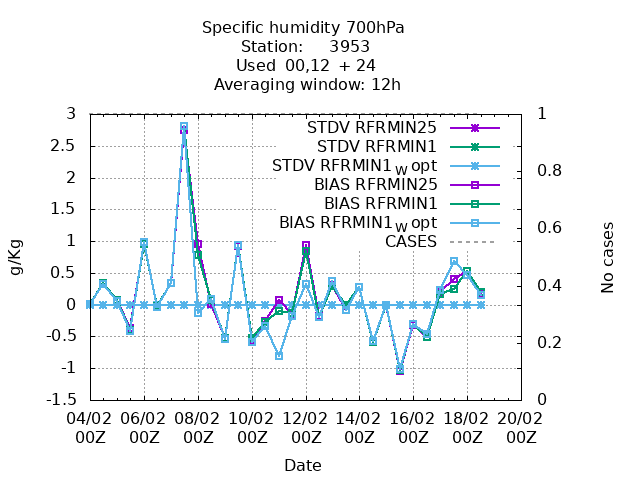 Specific humidity 700hPa
Station: 3953
Used 00,12 + 24
Averaging window: 12h
3
2.5
2
1.5
1
0.5
0
-0.5
-1
-1.5
g/Kg
1
0.8
0.6
0.4
0.2
0
No cases
STDV RFRMIN25
STDV RFRMIN1
STDV RFRMIN1_w opt
BIAS RFRMIN25
BIAS RFRMIN1
BIAS RFRMIN1_w opt
CASES
04/02 06/02 08/02 10/02 12/02 14/02 16/02 18/02 20/02
00Z 00Z 00Z 00Z 00Z 00Z 00Z 00Z 00Z
Date